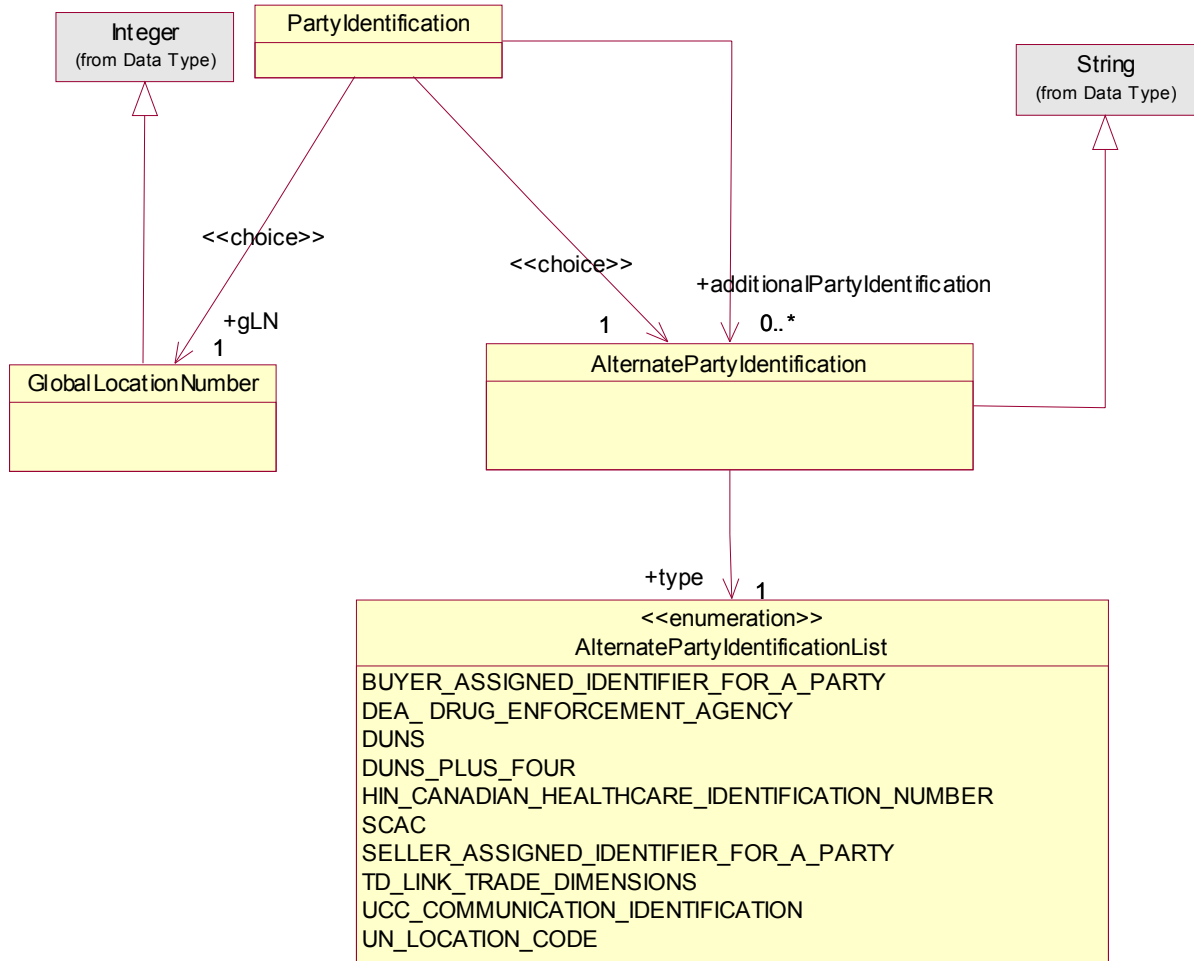 PartyIdentification
Integer
(from Data Type)
String
(from Data Type)
<<choice>>
<<choice>>
+additionalPartyIdentification
+gLN
1
1
0..*
GlobalLocationNumber
AlternatePartyIdentification
+type
1
<<enumeration>>
AlternatePartyIdentificationList
BUYER_ASSIGNED_IDENTIFIER_FOR_A_PARTY
DEA_ DRUG_ENFORCEMENT_AGENCY
DUNS
DUNS_PLUS_FOUR
HIN_CANADIAN_HEALTHCARE_IDENTIFICATION_NUMBER
SCAC
SELLER_ASSIGNED_IDENTIFIER_FOR_A_PARTY
TD_LINK_TRADE_DIMENSIONS
UCC_COMMUNICATION_IDENTIFICATION
UN_LOCATION_CODE